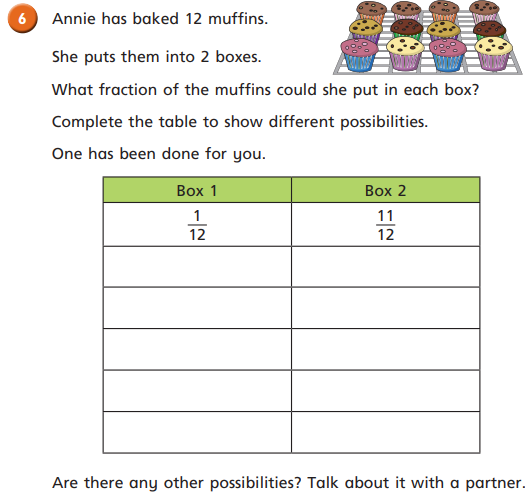 6 Annie has baked 12 muffins.
She puts them into 2 boxes.
What fraction of the muffins could she put in each box?
Complete the table to show different possibilities.
One has been done for you.
Box 1 Box 2
1/12 11/12
Are there any other possibilities? Talk about it with a partner.